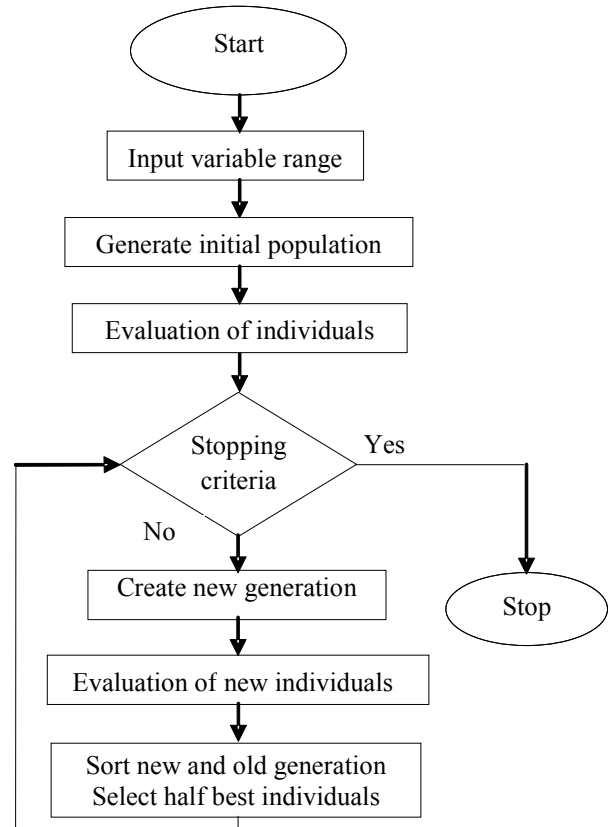 Start
Input variable range
Generate initial population
Evaluation of individuals
Stopping
criteria
Yes
No
Create new generation
Stop
Evaluation of new individuals
Sort new and old generation
Select half best individuals